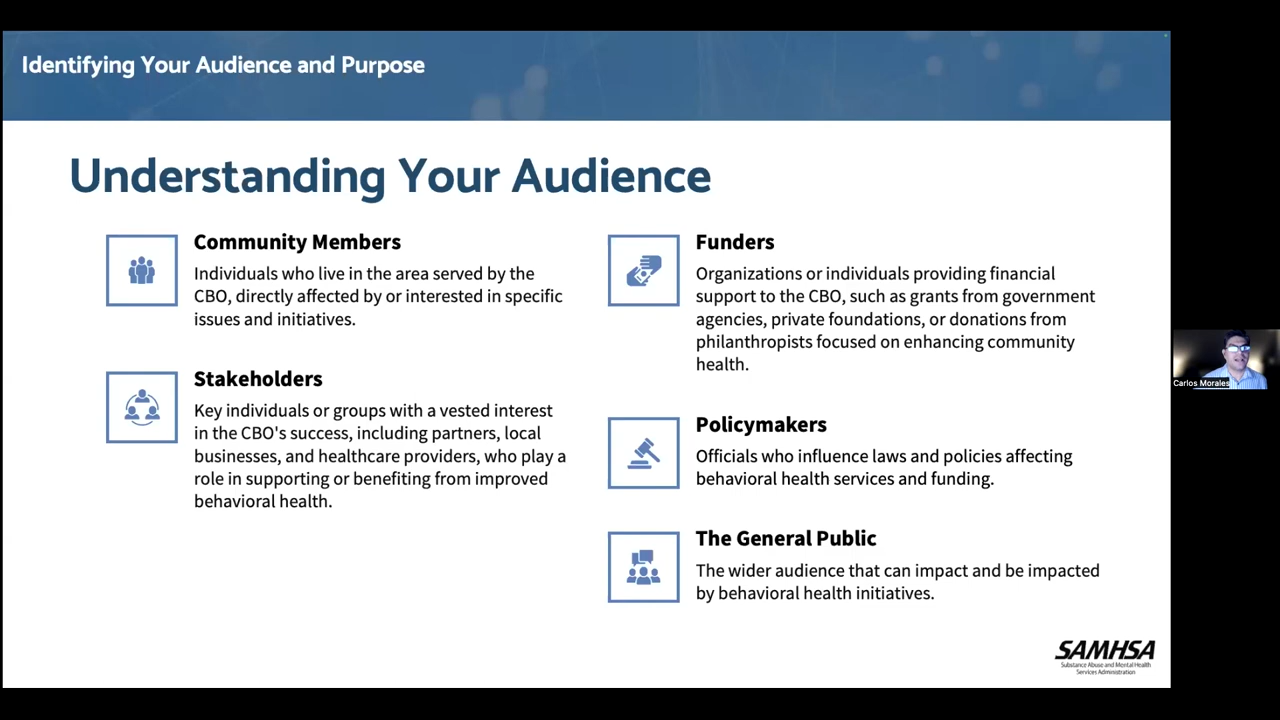 Identifying Your Audience and Purpose
Understanding Your Audience
Community Members
Individuals who live in the area served by the
CBO, directly affected by or interested in specific
issues and initiatives.
Stakeholders
Key individuals or groups with a vested interest
in the CBO's success, including partners, local
businesses, and healthcare providers, who play a
role in supporting or benefiting from improved
behavioral health.
Funders
Organizations or individuals providing financial
support to the CBO, such as grants from government
agencies, private foundations, or donations from
philanthropists focused on enhancing community
health.
Policymakers
Officials who influence laws and policies affecting
behavioral health services and funding.
The General Public
The wider audience that can impact and be impacted
by behavioral health initiatives.
SAMHSA
Substance Abuse and Mental Health
Services Administration
Carlos Morales